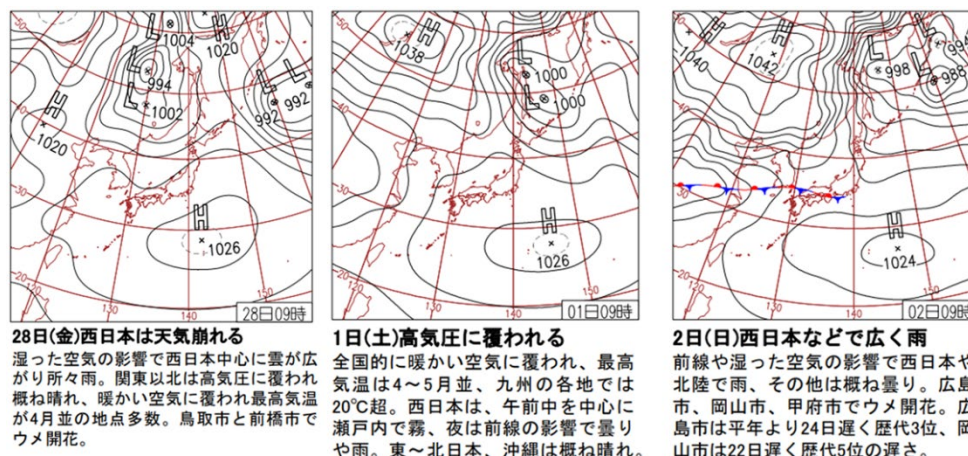 1004
H
1020
L
994
L
1002
L
992
L
992
H
1020
H
1026
28日09時
28日(金)西日本は天気崩れる
湿った空気の影響で西日本中心に雲が広
がり所々雨。関東以北は高気圧に覆われ
概ね晴れ、暖かい空気に覆われ最高気温
が4月並の地点多数。鳥取市と前橋市で
ウメ開花。
H
1038
L
1000
L
1000
H
1026
01日09時
1日(土)高気圧に覆われる
全国的に暖かい空気に覆われ、最高
気温は4〜5月並、九州の各地では
20℃超。西日本は、午前中を中心に
瀬戸内で霧、夜は前線の影響で曇り
や雨。東〜北日本、沖縄は概ね晴れ。
H
1040
H
1042
L
998
L
988
H
1024
02日09時
2日(日)西日本などで広く雨
前線や湿った空気の影響で西日本や
北陸で雨、その他は概ね曇り。広島
市、岡山市、甲府市でウメ開花。広
島市は平年より24日遅く歴代3位、岡
山市は22日遅く歴代5位の遅さ。